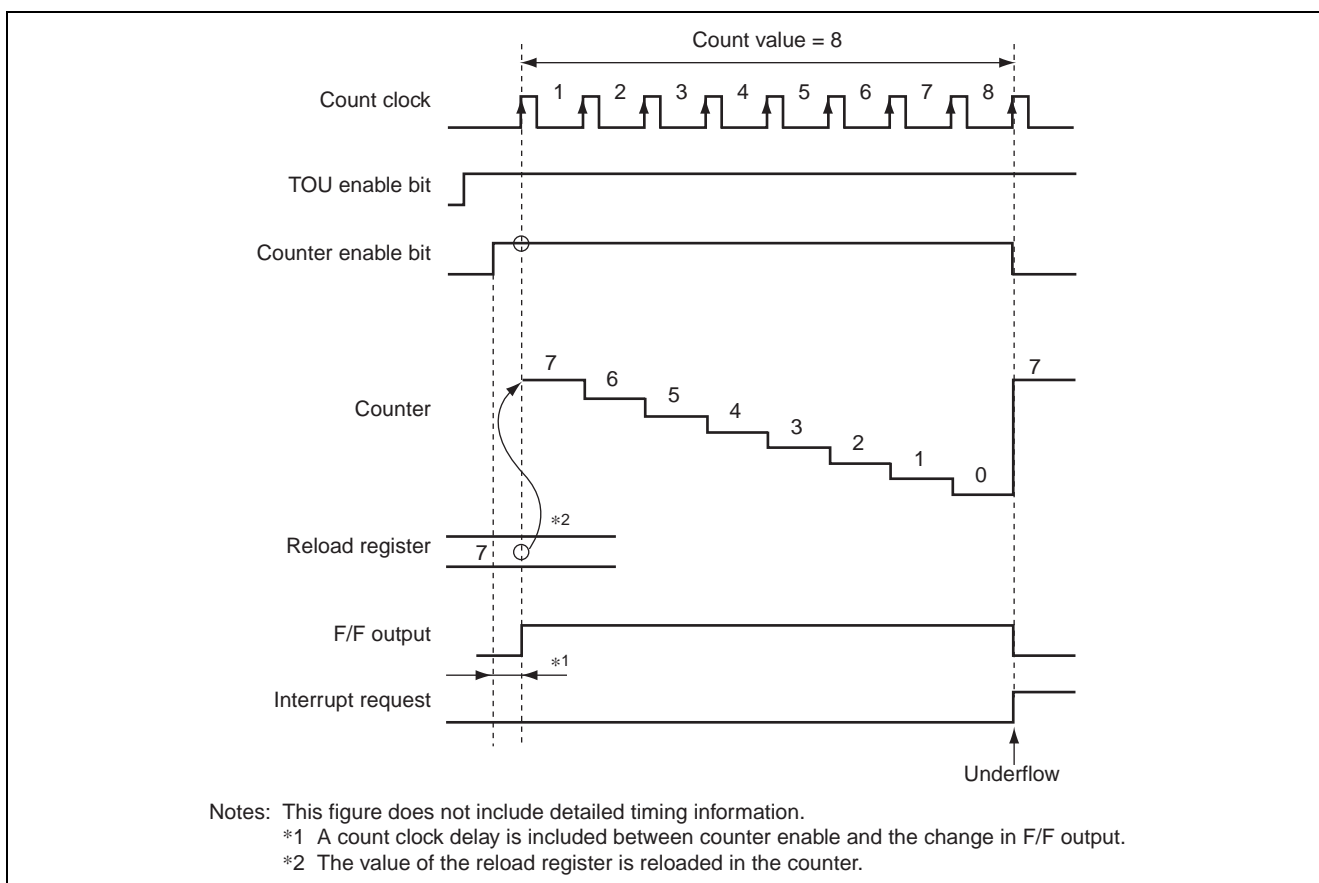 Count value = 8
Count clock
1 2 3 4 5 6 7 8
TOU enable bit
Counter enable bit
Counter
7 6 5 4 3 2 1 0 7
*2
Reload register
7
F/F output
*1
Interrupt request
Underflow
Notes: This figure does not include detailed timing information.
*1 A count clock delay is included between counter enable and the change in F/F output.
*2 The value of the reload register is reloaded in the counter.